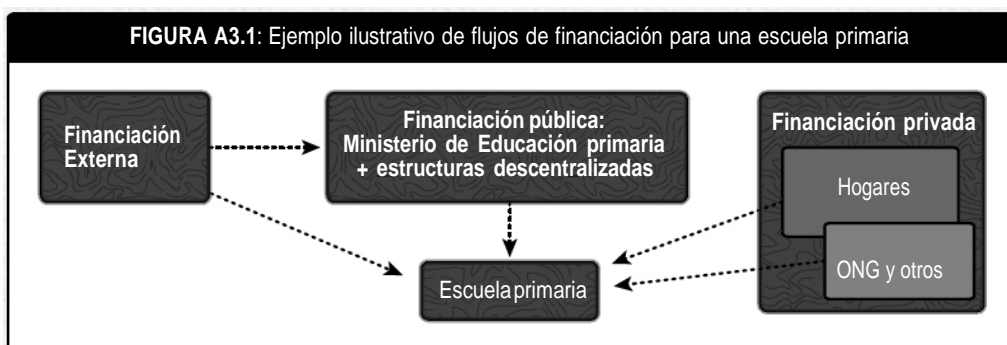 FIGURA A3.1: Ejemplo ilustrativo de flujos de financiación para una escuela primaria
Financiación
Externa
Financiación pública:
Ministerio de Educación primaria
+ estructuras descentralizadas
Financiación privada
Hogares
ONG y otros
Escuela primaria